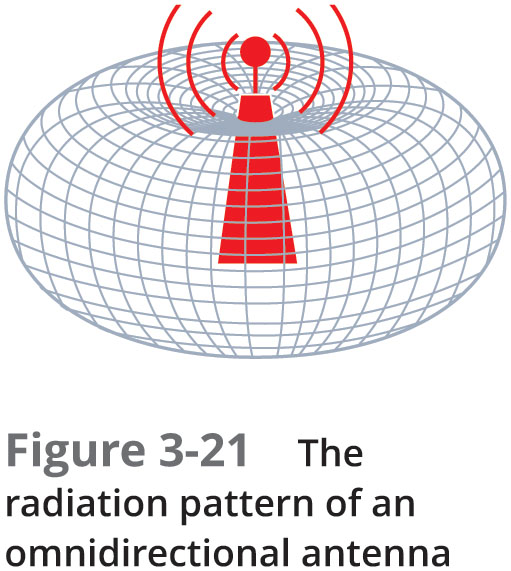 Figure 3-21 The
radiation pattern of an
omnidirectional antenna